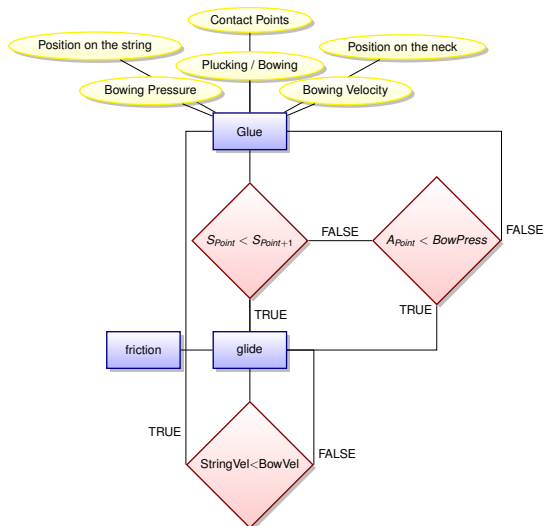 Contact Points
Position on the string
Position on the neck
Plucking / Bowing
Bowing Pressure
Bowing Velocity
Glue
S_Point < S_Point+1
FALSE
A_Point < BowPress
FALSE
TRUE
TRUE
friction
glide
TRUE
StringVel<BowVel
FALSE